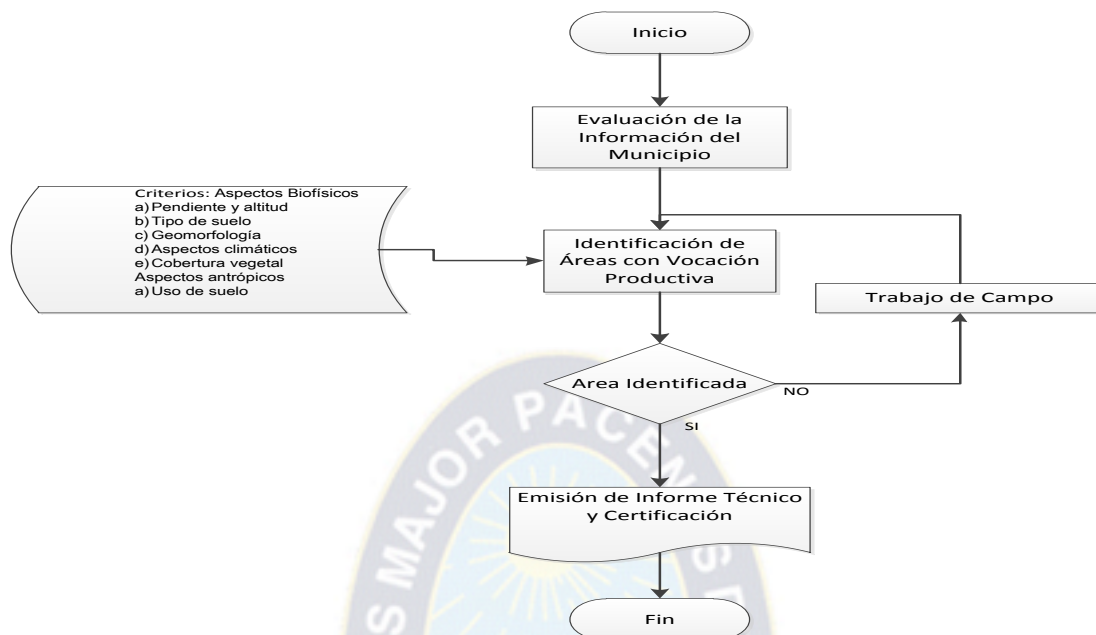 Inicio
Evaluación de la
Información del
Municipio
Criterios: Aspectos Biofísicos
a) Pendiente y altitud
b) Tipo de suelo
c) Geomorfología
d) Aspectos climáticos
e) Cobertura vegetal
Aspectos antrópicos
a) Uso de suelo
Identificación de
Áreas con Vocación
Productiva
Trabajo de Campo
Area Identificada
NO
SI
Emisión de Informe Técnico
y Certificación
Fin
S MAJOR PACENSIS D